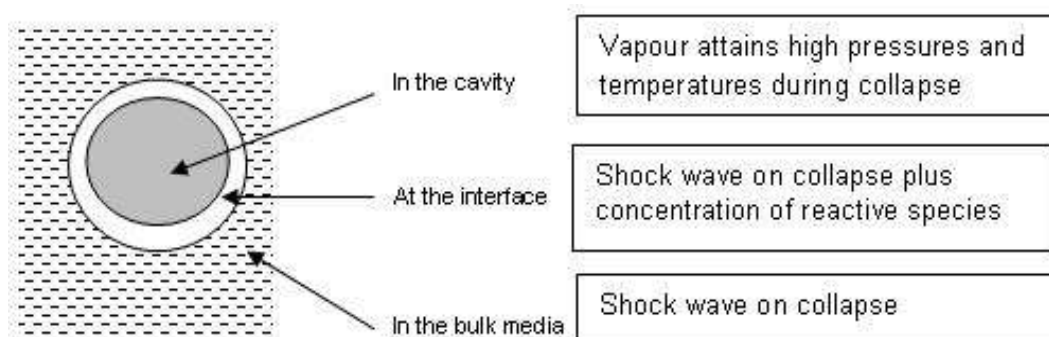 In the cavity
Vapour attains high pressures and
temperatures during collapse
At the interface
Shock wave on collapse plus
concentration of reactive species
In the bulk media
Shock wave on collapse